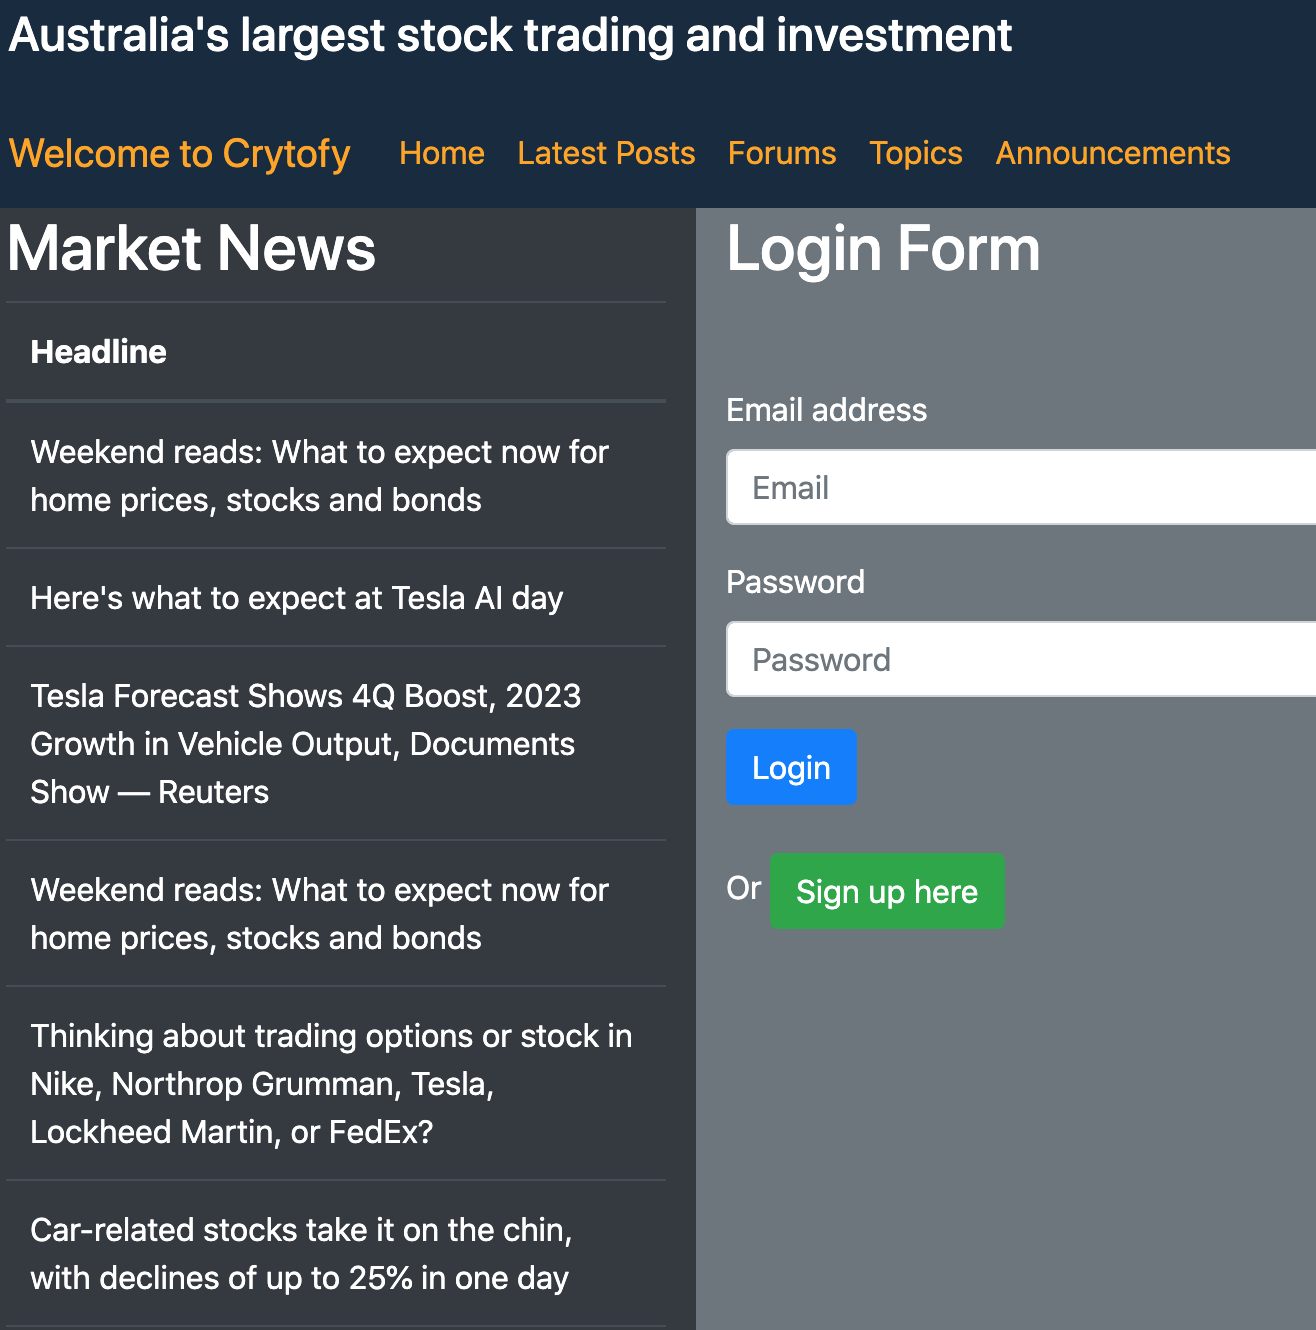 Australia's largest stock trading and investment
Welcome to Crytofy Home Latest Posts Forums Topics Announcements
Market News
Headline
Weekend reads: What to expect now for
home prices, stocks and bonds
Here's what to expect at Tesla AI day
Tesla Forecast Shows 4Q Boost, 2023
Growth in Vehicle Output, Documents
Show — Reuters
Weekend reads: What to expect now for
home prices, stocks and bonds
Thinking about trading options or stock in
Nike, Northrop Grumman, Tesla,
Lockheed Martin, or FedEx?
Car-related stocks take it on the chin,
with declines of up to 25% in one day
Login Form
Email address
Email
Password
Password
Login
Or Sign up here